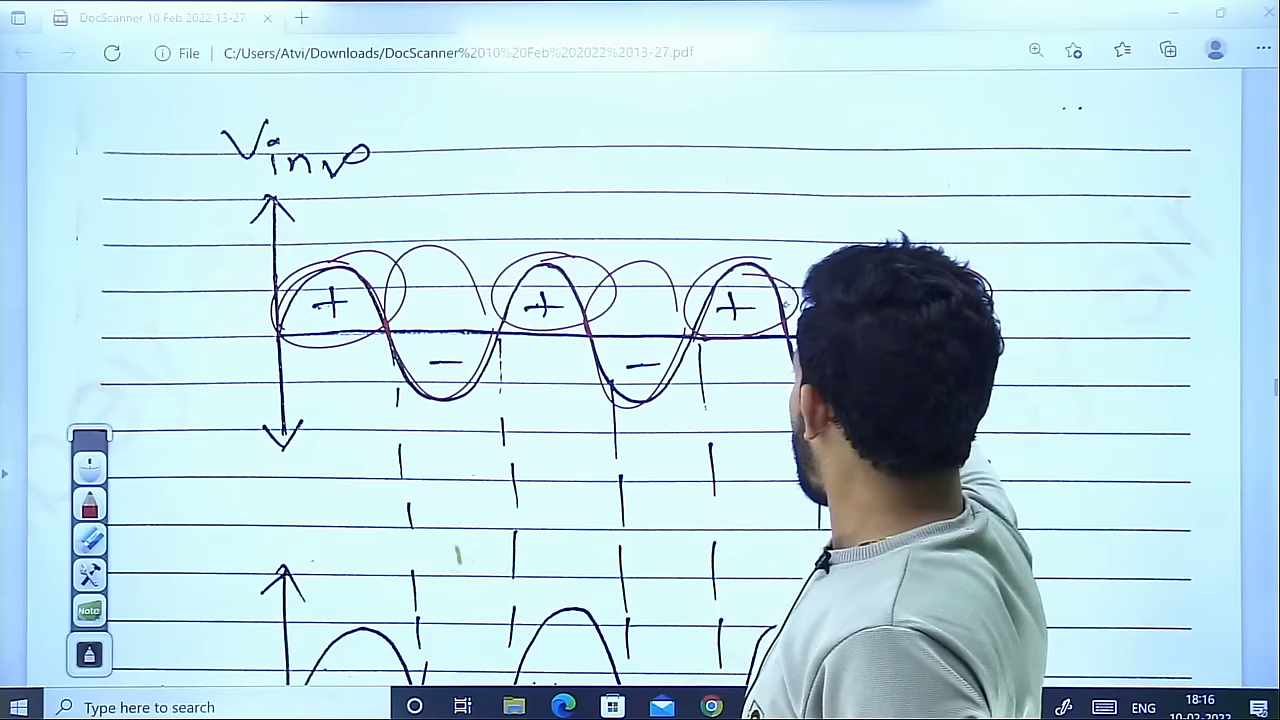 DocScanner 10 Feb 2022 13-27
File
C:/Users/Atvi/Downloads/DocScanner%2010%20Feb%202022%2013-27.pdf
+ + +
− −
Note
Type here to search
ENG
18:16
10-02-2022